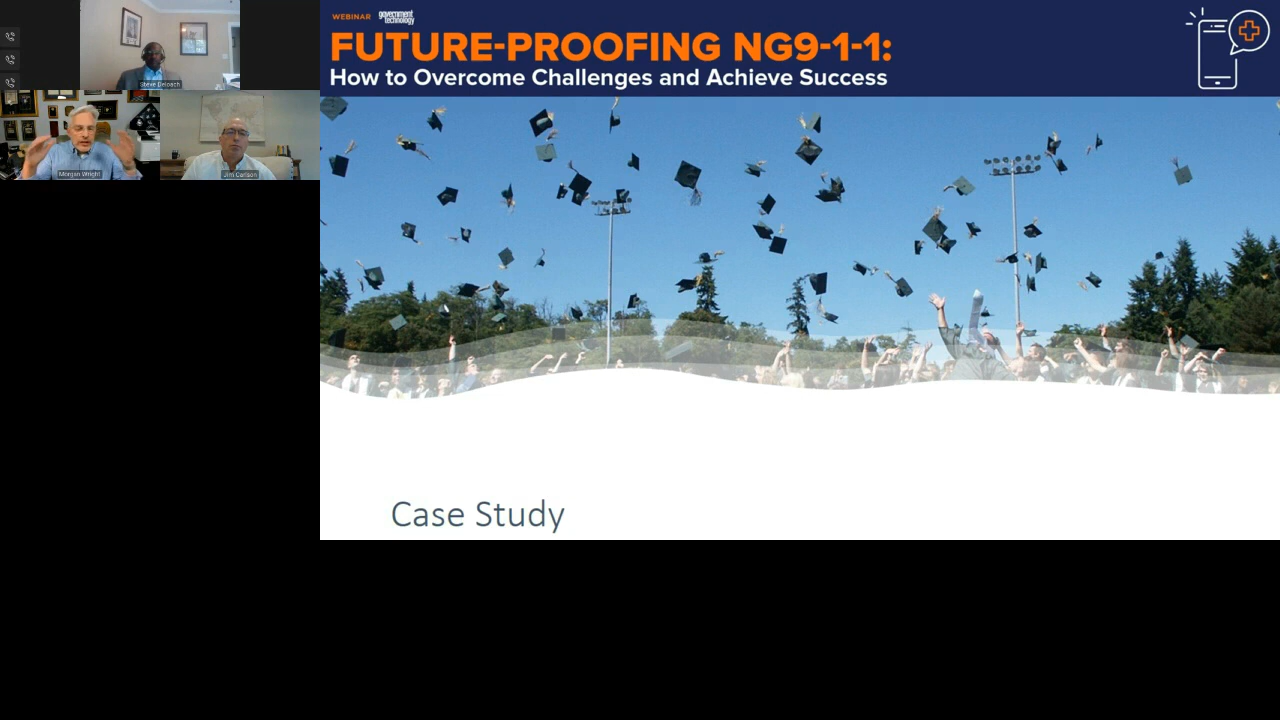 Steve Deloach
Morgan Wright
Jim Carlson
WEBINAR government technology
FUTURE-PROOFING NG9-1-1:
How to Overcome Challenges and Achieve Success
Case Study